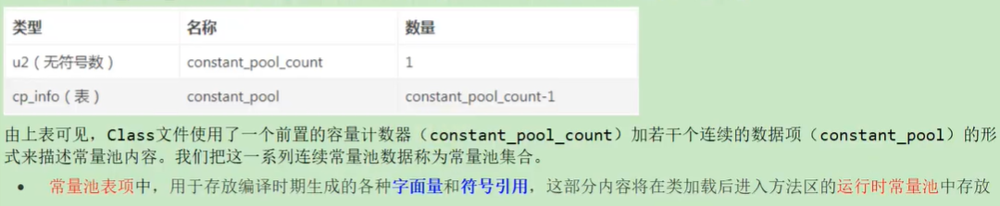 类型 名称 数量
u2（无符号数） constant_pool_count 1
cp_info（表） constant_pool constant_pool_count-1
由上表可见，Class文件使用了一个前置的容量计数器（constant_pool_count）加若干个连续的数据项（constant_pool）的形
式来描述常量池内容。我们把这一系列连续常量池数据称为常量池集合。
• 常量池表项中，用于存放编译时期生成的各种字面量和符号引用，这部分内容将在类加载后进入方法区的运行时常量池中存放